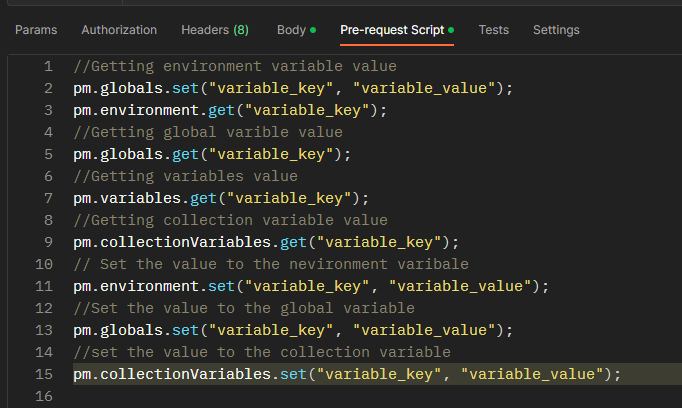 Params Authorization Headers (8) Body Pre-request Script Tests Settings
1 //Getting environment variable value
2 pm.globals.set("variable_key", "variable_value");
3 pm.environment.get("variable_key");
4 //Getting global varible value
5 pm.globals.get("variable_key");
6 //Getting variables value
7 pm.variables.get("variable_key");
8 //Getting collection variable value
9 pm.collectionVariables.get("variable_key");
10 // Set the value to the nevironment varibale
11 pm.environment.set("variable_key", "variable_value");
12 //Set the value to the global variable
13 pm.globals.set("variable_key", "variable_value");
14 //set the value to the collection variable
15 pm.collectionVariables.set("variable_key", "variable_value");
16